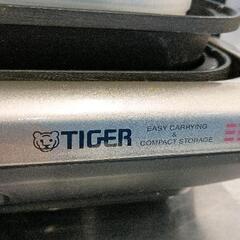 TIGER
EASY CARRYING
&
COMPACT STORAGE